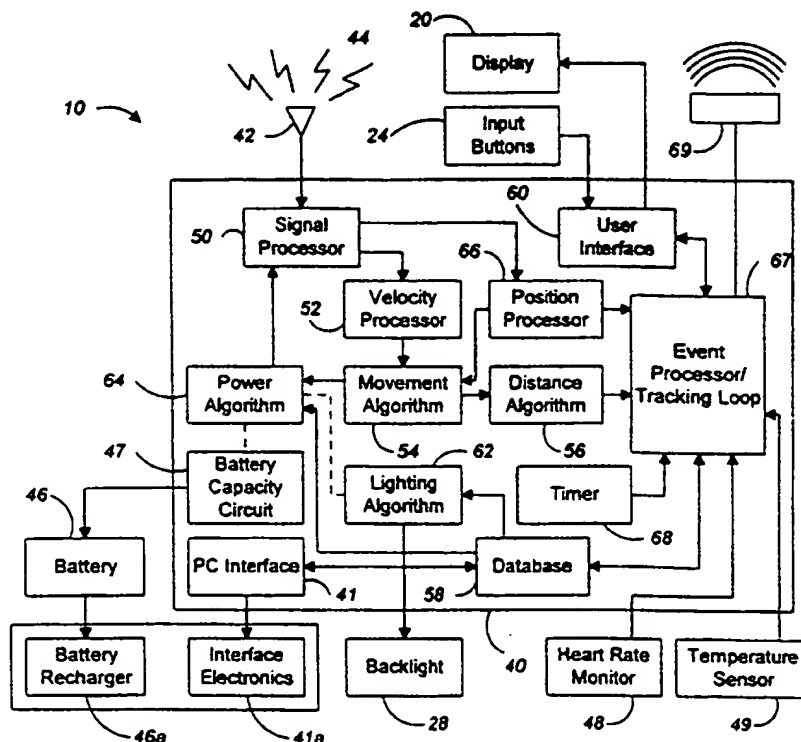 20
44
Display
10
42
24
Input
Buttons
69
50
Signal
Processor
60
User
Interface
66
67
52
Velocity
Processor
Position
Processor
64
Power
Algorithm
Movement
Algorithm
Distance
Algorithm
Event
Processor/
Tracking Loop
54
56
47
62
46
Battery
Capacity
Circuit
Lighting
Algorithm
Timer
68
Battery
PC Interface
41
58
Database
40
Battery
Recharger
Interface
Electronics
Backlight
Heart Rate
Monitor
Temperature
Sensor
46a
41a
28
48
49